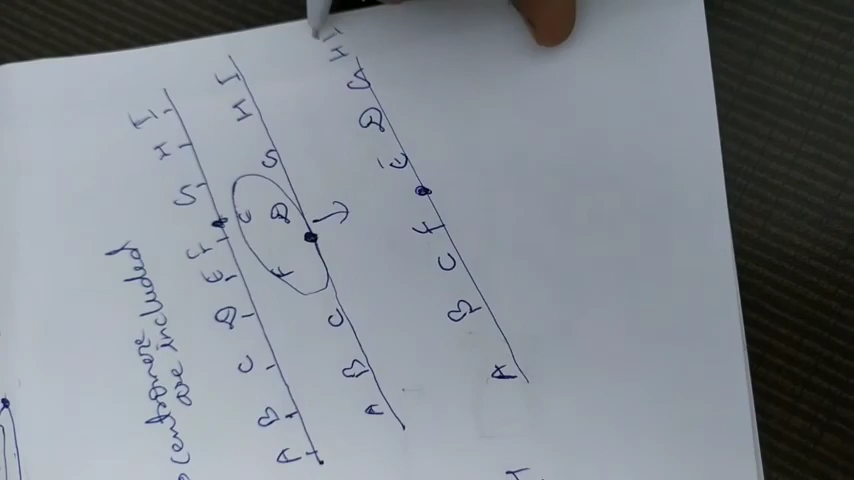 centromere
are included
A B C D E F G H I
A B C F E D G H I
A B C F E D G H I